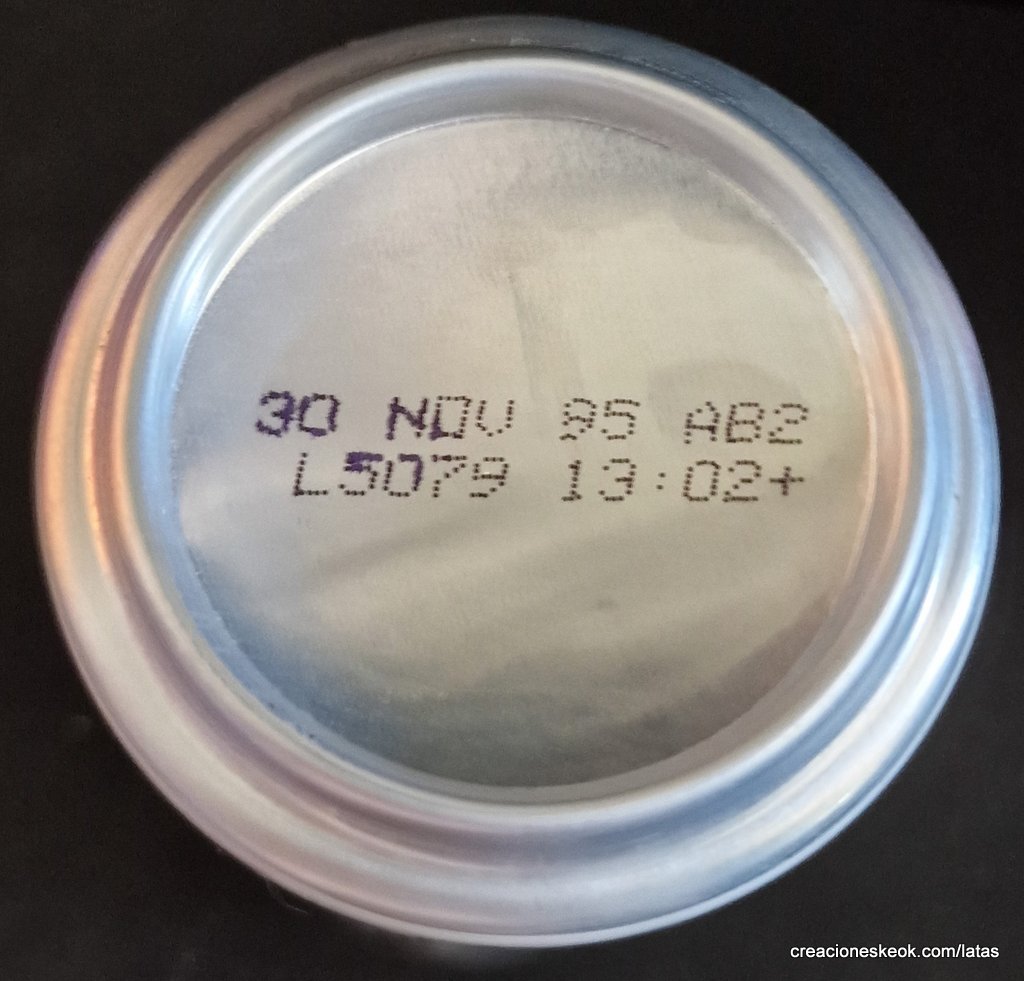 30 NOV 95 AB2
L5079 13:02+
creacioneskeok.com/latas